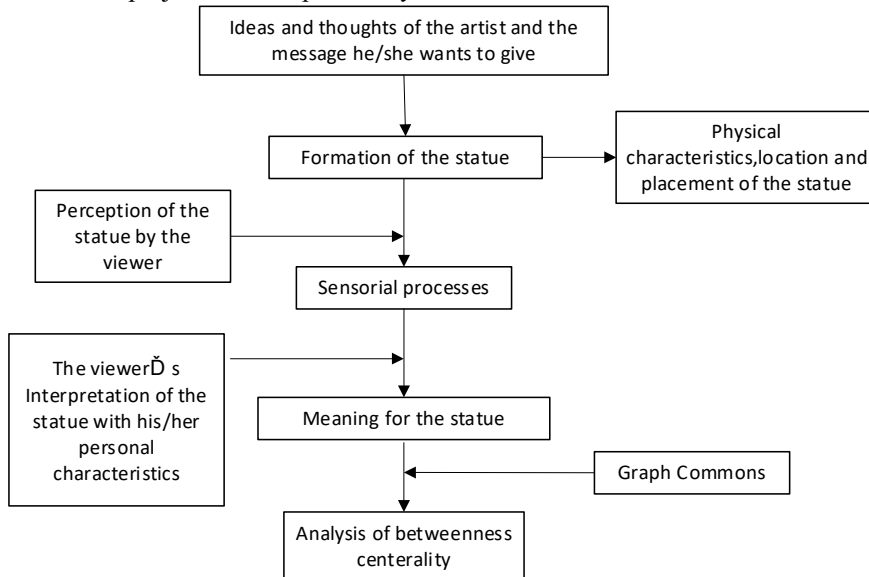 Ideas and thoughts of the artist and the
message he/she wants to give
Formation of the statue
Physical
characteristics,location and
placement of the statue
Perception of the
statue by the
viewer
Sensorial processes
The viewerĎ s
Interpretation of the
statue with his/her
personal
characteristics
Meaning for the statue
Graph Commons
Analysis of betweenness
centerality